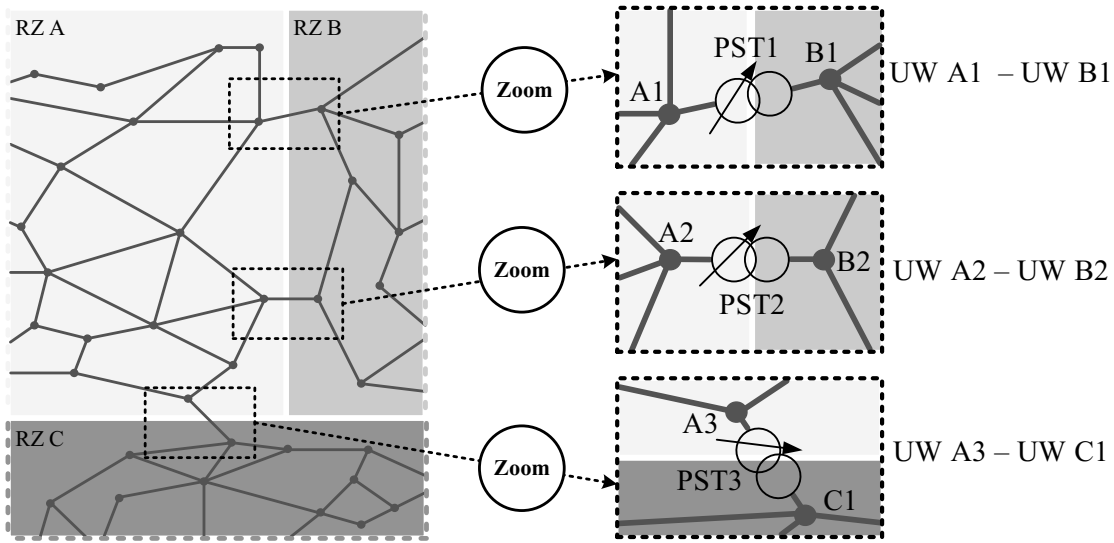 RZ A
RZ B
RZ C
Zoom
PST1
A1
B1
UW A1 – UW B1
Zoom
A2
B2
PST2
UW A2 – UW B2
Zoom
A3
PST3
C1
UW A3 – UW C1